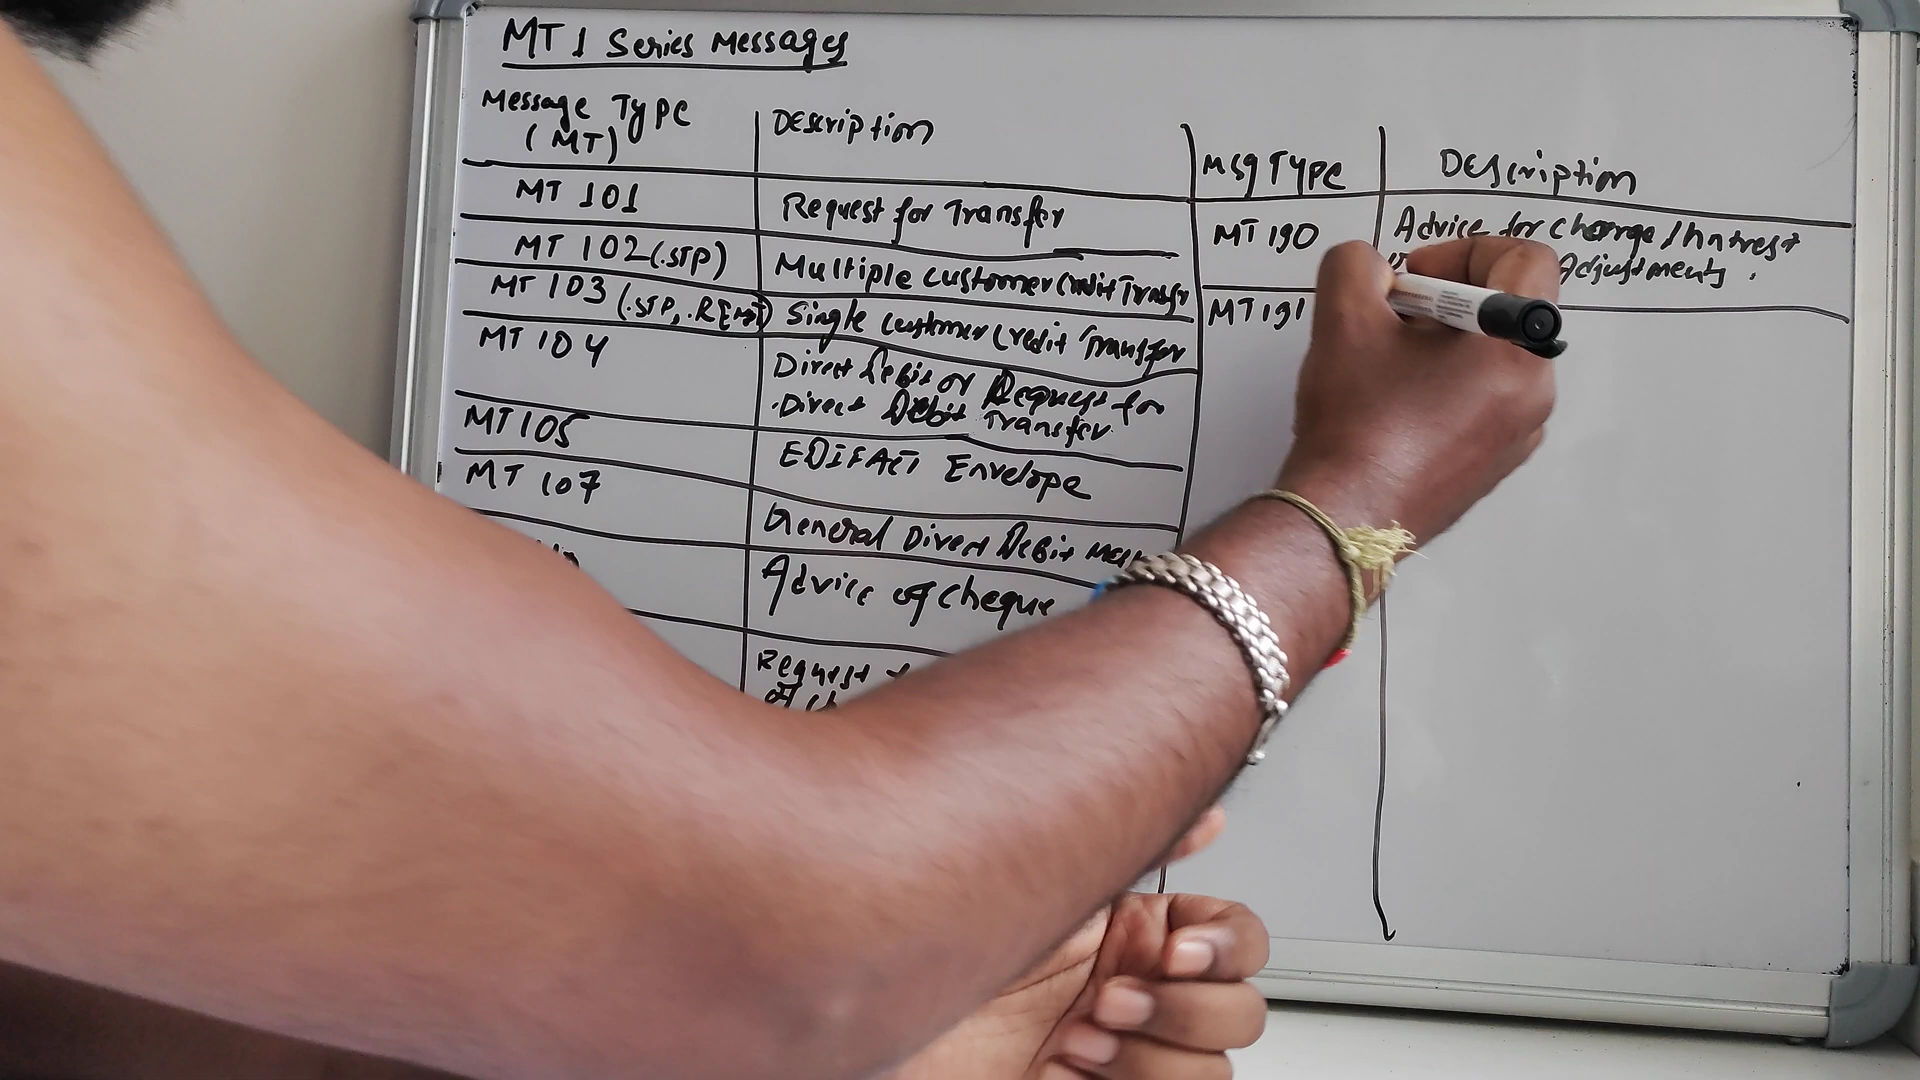 MT 1 Series Messages
Message Type
(MT)
Description
MT 101
Request for Transfer
MT 102 (.STP)
Multiple customer Credit Transfr
MT 103 (.STP, .REMIT)
Single customer Credit Transfer
MT 104
Direct Debit or Request for
Direct Debit Transfer
MT 105
EDIFACT Envelope
MT 107
General Direct Debit
Advice of cheque
Request
Msg Type
Description
MT 190
Advice for charge /
Adjustments.
MT 191